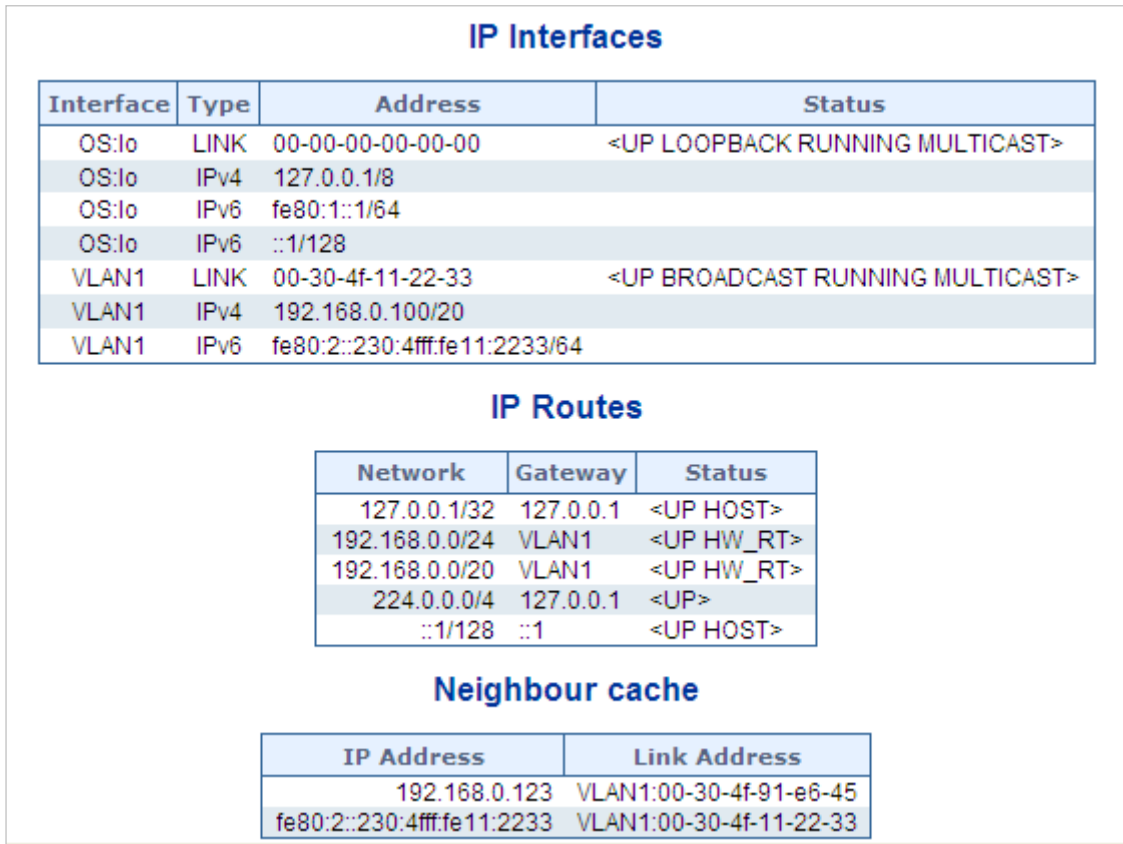 IP Interfaces
Interface Type Address Status
OS:lo LINK 00-00-00-00-00-00 <UP LOOPBACK RUNNING MULTICAST>
OS:lo IPv4 127.0.0.1/8
OS:lo IPv6 fe80:1::1/64
OS:lo IPv6 ::1/128
VLAN1 LINK 00-30-4f-11-22-33 <UP BROADCAST RUNNING MULTICAST>
VLAN1 IPv4 192.168.0.100/20
VLAN1 IPv6 fe80:2::230:4fff:fe11:2233/64
IP Routes
Network Gateway Status
127.0.0.1/32 127.0.0.1 <UP HOST>
192.168.0.0/24 VLAN1 <UP HW_RT>
192.168.0.0/20 VLAN1 <UP HW_RT>
224.0.0.0/4 127.0.0.1 <UP>
::1/128 ::1 <UP HOST>
Neighbour cache
IP Address Link Address
192.168.0.123 VLAN1:00-30-4f-91-e6-45
fe80:2::230:4fff:fe11:2233 VLAN1:00-30-4f-11-22-33